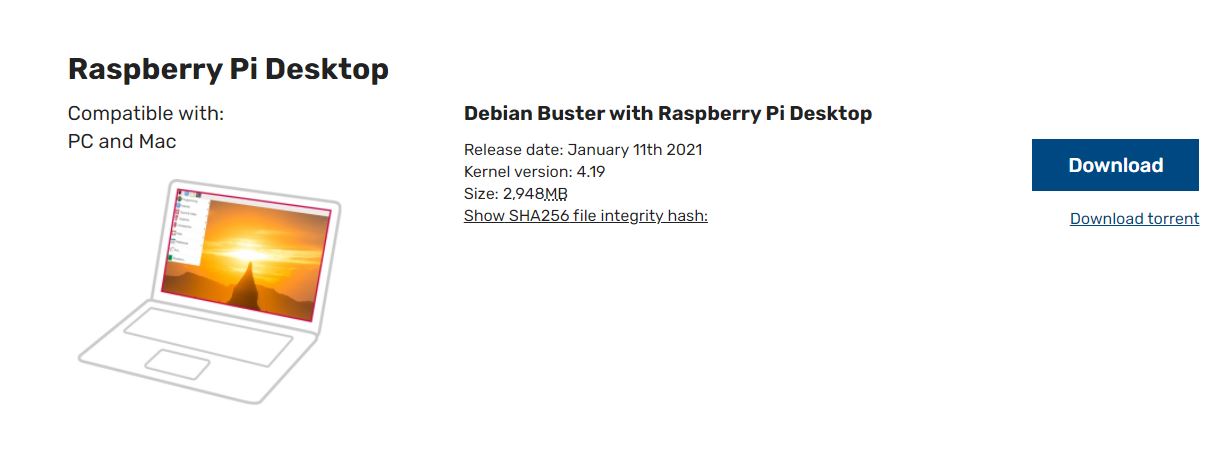 Raspberry Pi Desktop
Compatible with:
PC and Mac
Debian Buster with Raspberry Pi Desktop
Release date: January 11th 2021
Kernel version: 4.19
Size: 2,948MB
Show SHA256 file integrity hash:
Download
Download torrent